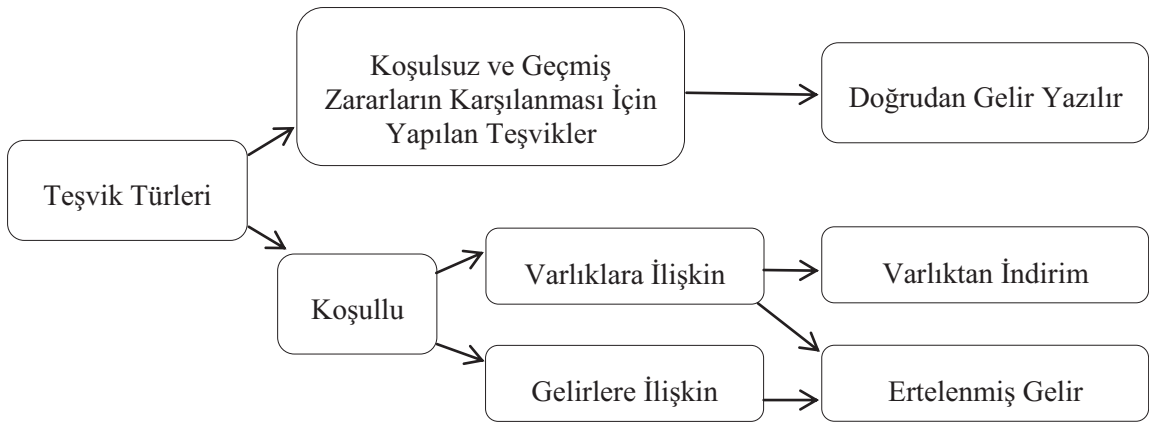 Koşulsuz ve Geçmiş
Zararların Karşılanması İçin
Yapılan Teşvikler
Doğrudan Gelir Yazılır
Teşvik Türleri
Koşullu
Varlıklara İlişkin
Varlıktan İndirim
Gelirlere İlişkin
Ertelenmiş Gelir